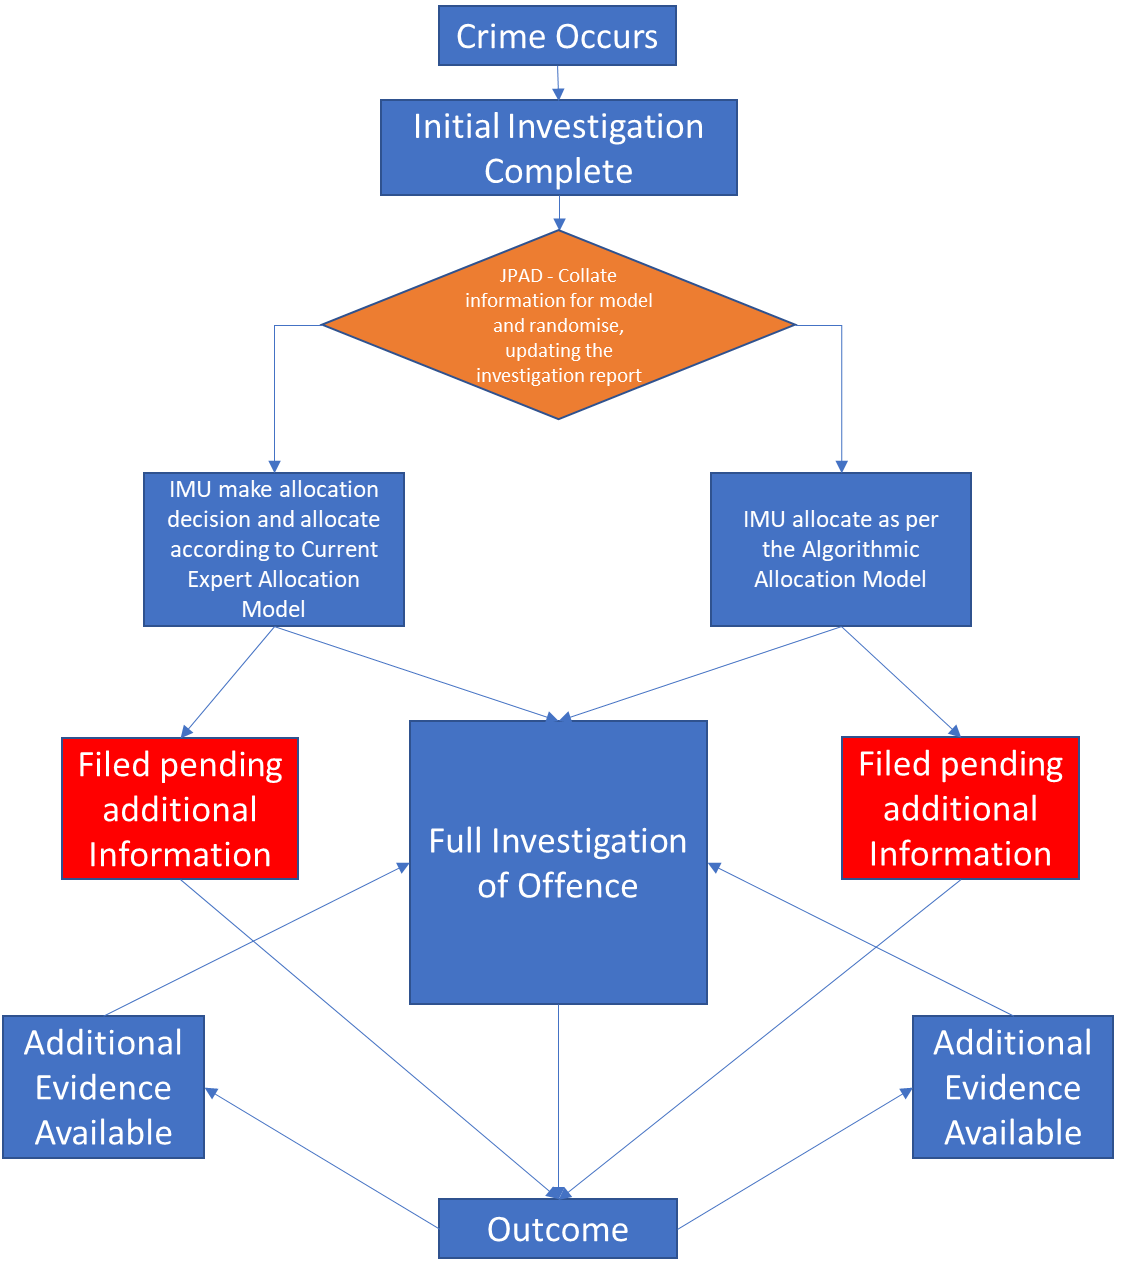 Crime Occurs
Initial Investigation
Complete
JPAD - Collate
information for model
and randomise,
updating the
investigation report
IMU make allocation
decision and allocate
according to Current
Expert Allocation
Model
IMU allocate as per
the Algorithmic
Allocation Model
Filed pending
additional
Information
Full Investigation
of Offence
Filed pending
additional
Information
Additional
Evidence
Available
Additional
Evidence
Available
Outcome